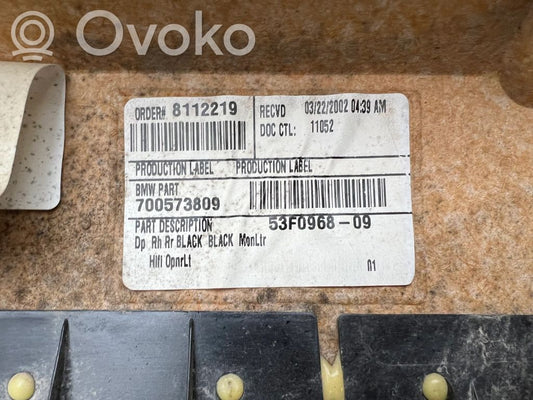 Ovoko
ORDER# 8112219
RECVD 03/22/2002 04:39 AM
DOC CTL: 11052
PRODUCTION LABEL PRODUCTION LABEL
BMW PART
700573809
PART DESCRIPTION 53F0968-09
Dp Rh Rr BLACK BLACK MonLtr
Hifi OpnrLt 01